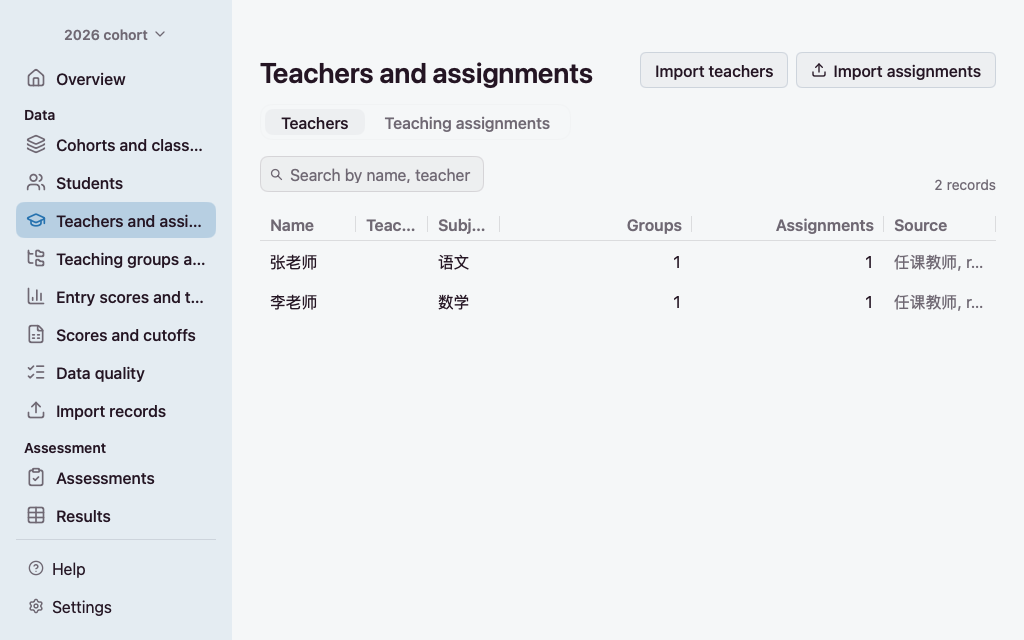 2026 cohort
Overview
Data
Cohorts and class...
Students
Teachers and assi...
Teaching groups a...
Entry scores and t...
Scores and cutoffs
Data quality
Import records
Assessment
Assessments
Results
Help
Settings
Teachers and assignments
Import teachers
Import assignments
Teachers
Teaching assignments
Search by name, teacher
2 records
Name Teac... Subj... Groups Assignments Source
张老师 语文 1 1 任课教师, r...
李老师 数学 1 1 任课教师, r...